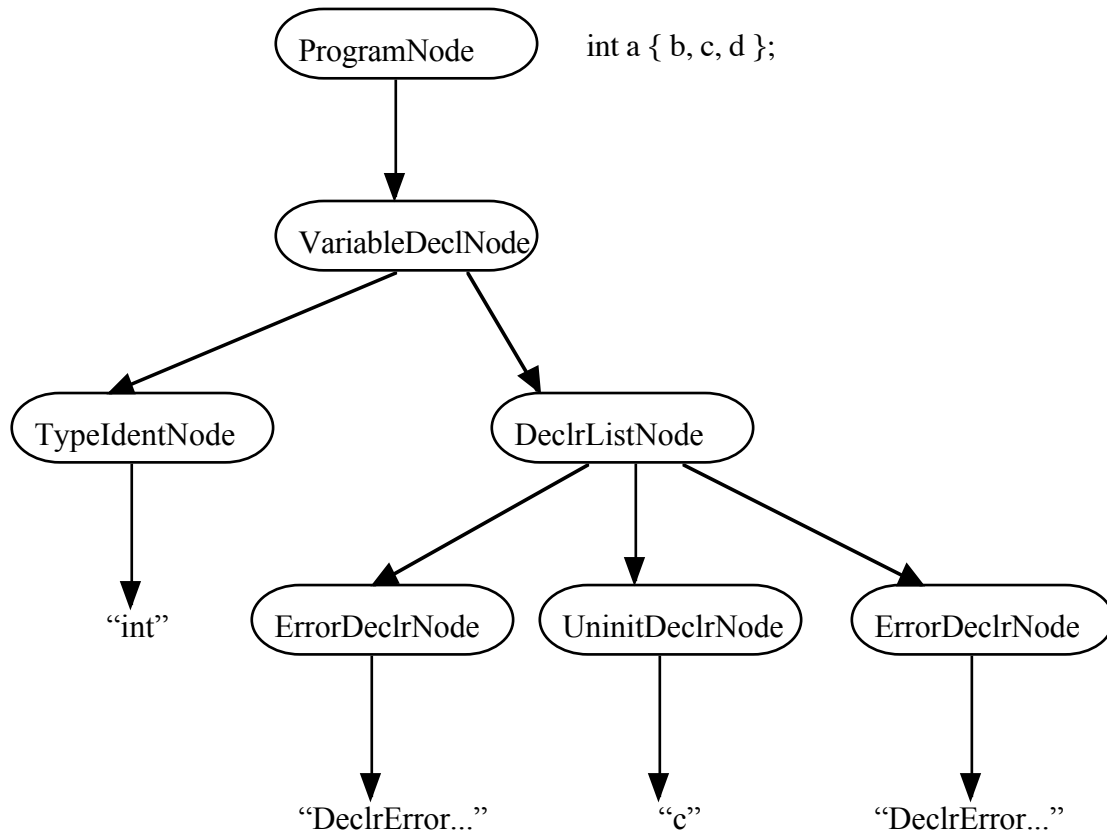 ProgramNode
int a { b, c, d };
VariableDeclNode
TypeIdentNode
DeclrListNode
“int”
ErrorDeclrNode
UninitDeclrNode
ErrorDeclrNode
“DeclrError...”
“c”
“DeclrError...”